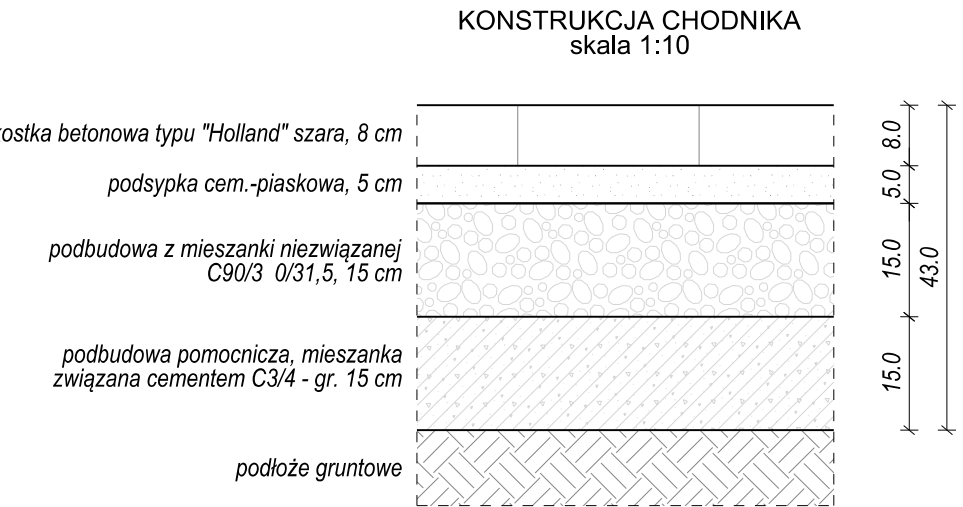 KONSTRUKCJA CHODNIKA
skala 1:10
kostka betonowa typu "Holland" szara, 8 cm
podsypka cem.-piaskowa, 5 cm
podbudowa z mieszanki niezwiązanej
C90/3 0/31,5, 15 cm
podbudowa pomocnicza, mieszanka
związana cementem C3/4 - gr. 15 cm
podłoże gruntowe
8.0
5.0
15.0
15.0
43.0